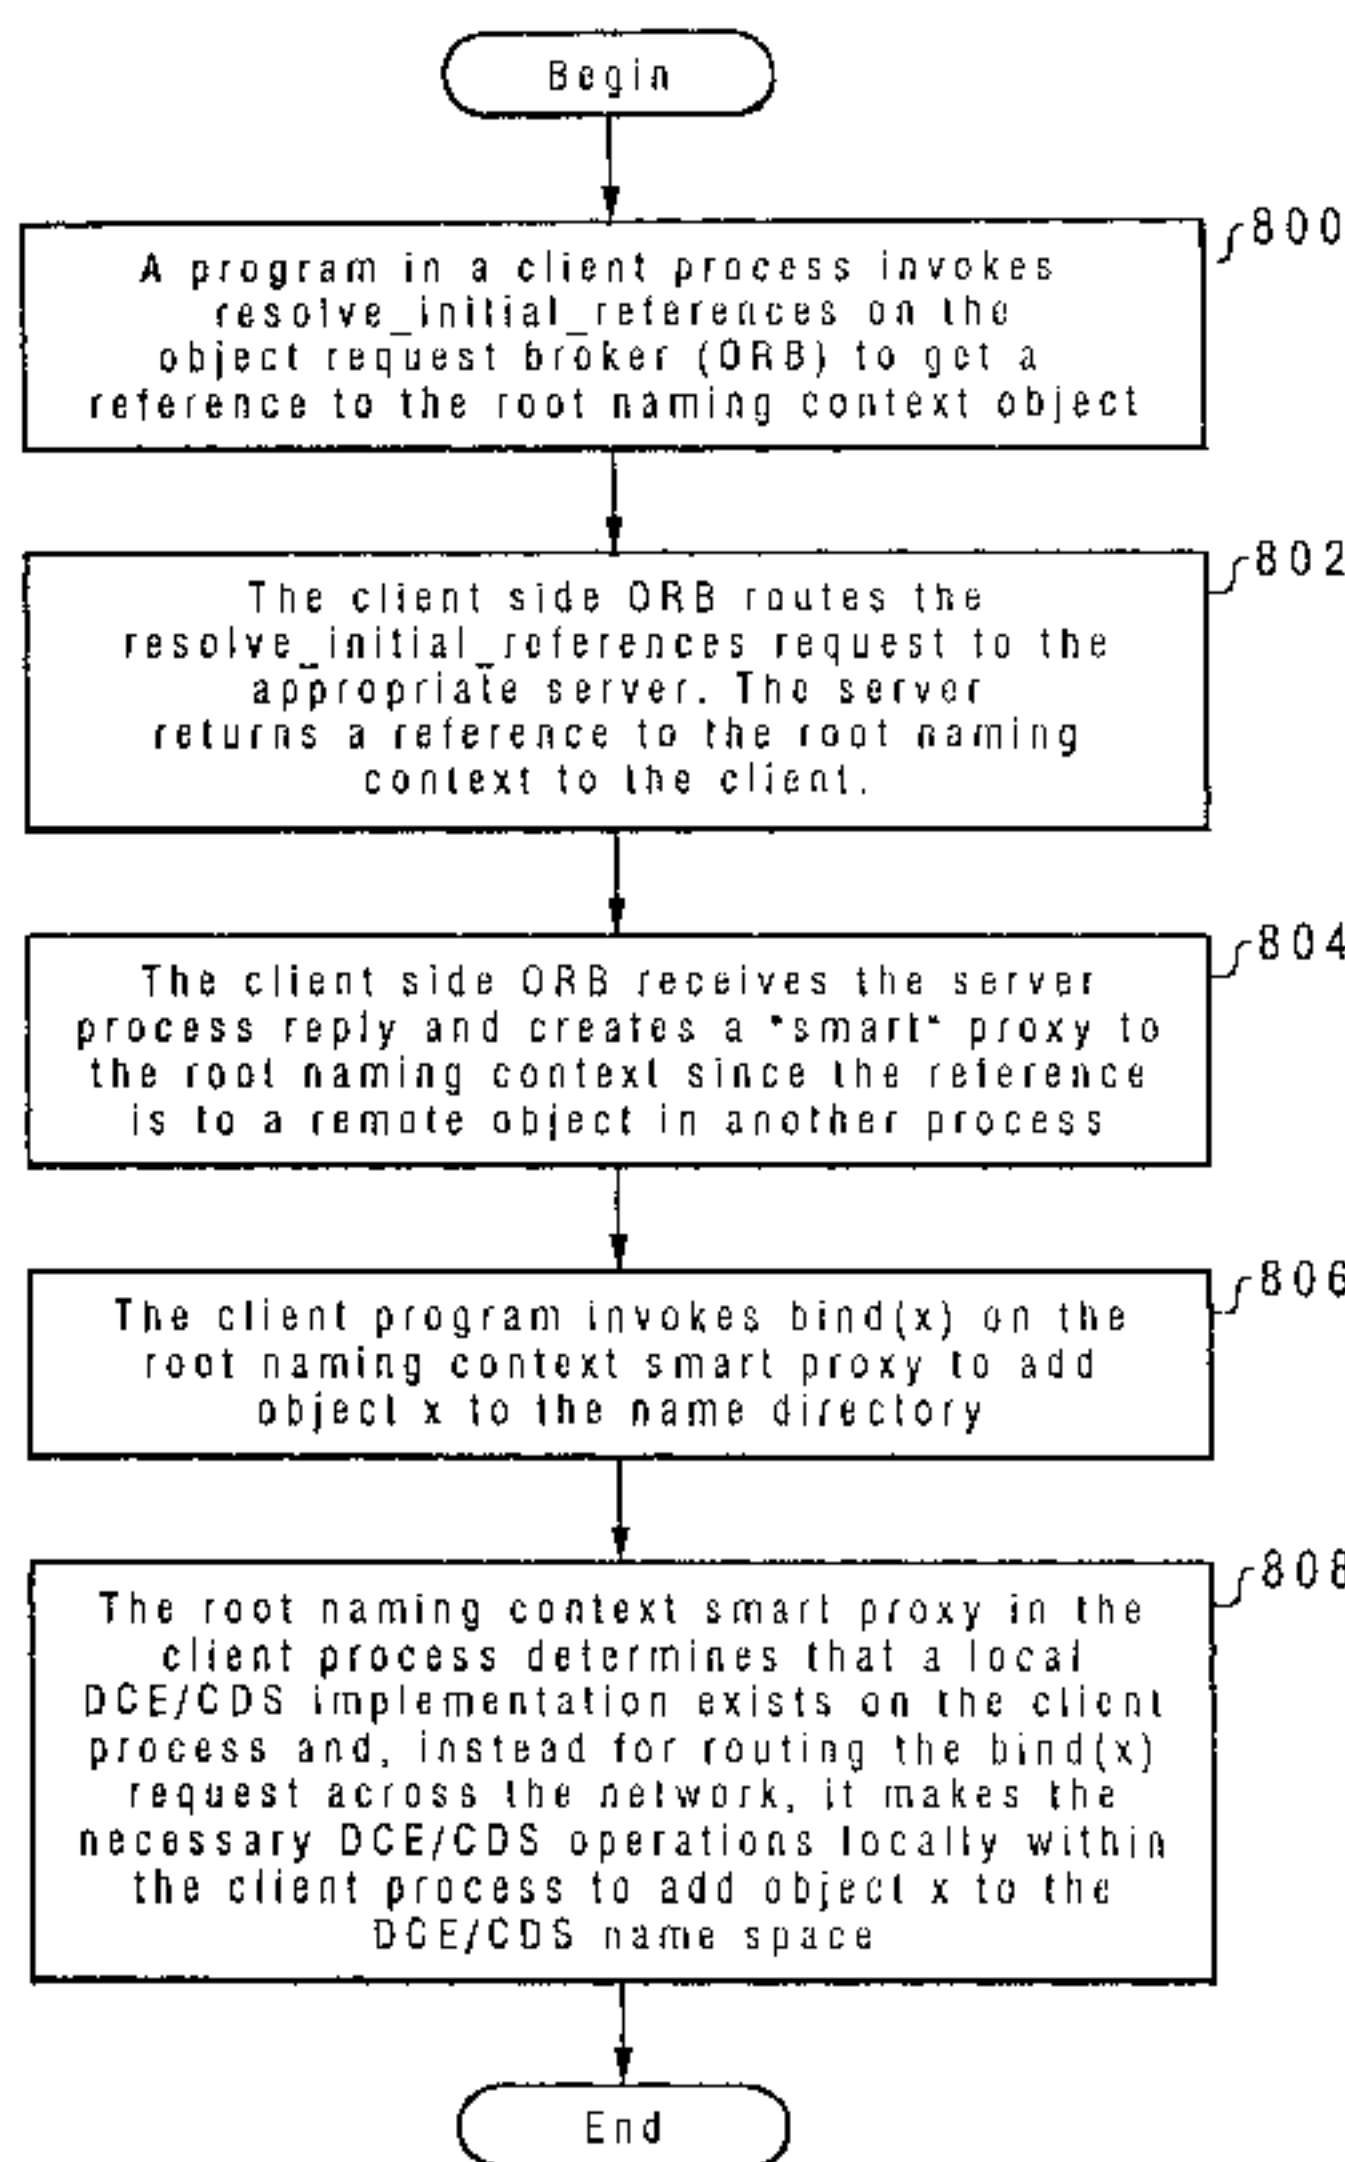 Begin
800
A program in a client process invokes
resolve_initial_references on the
object request broker (ORB) to get a
reference to the root naming context object
802
The client side ORB routes the
resolve_initial_references request to the
appropriate server. The server
returns a reference to the root naming
context to the client.
804
The client side ORB receives the server
process reply and creates a "smart" proxy to
the root naming context since the reference
is to a remote object in another process
806
The client program invokes bind(x) on the
root naming context smart proxy to add
object x to the name directory
808
The root naming context smart proxy in the
client process determines that a local
DCE/CDS implementation exists on the client
process and, instead for routing the bind(x)
request across the network, it makes the
necessary DCE/CDS operations locally within
the client process to add object x to the
DCE/CDS name space
End